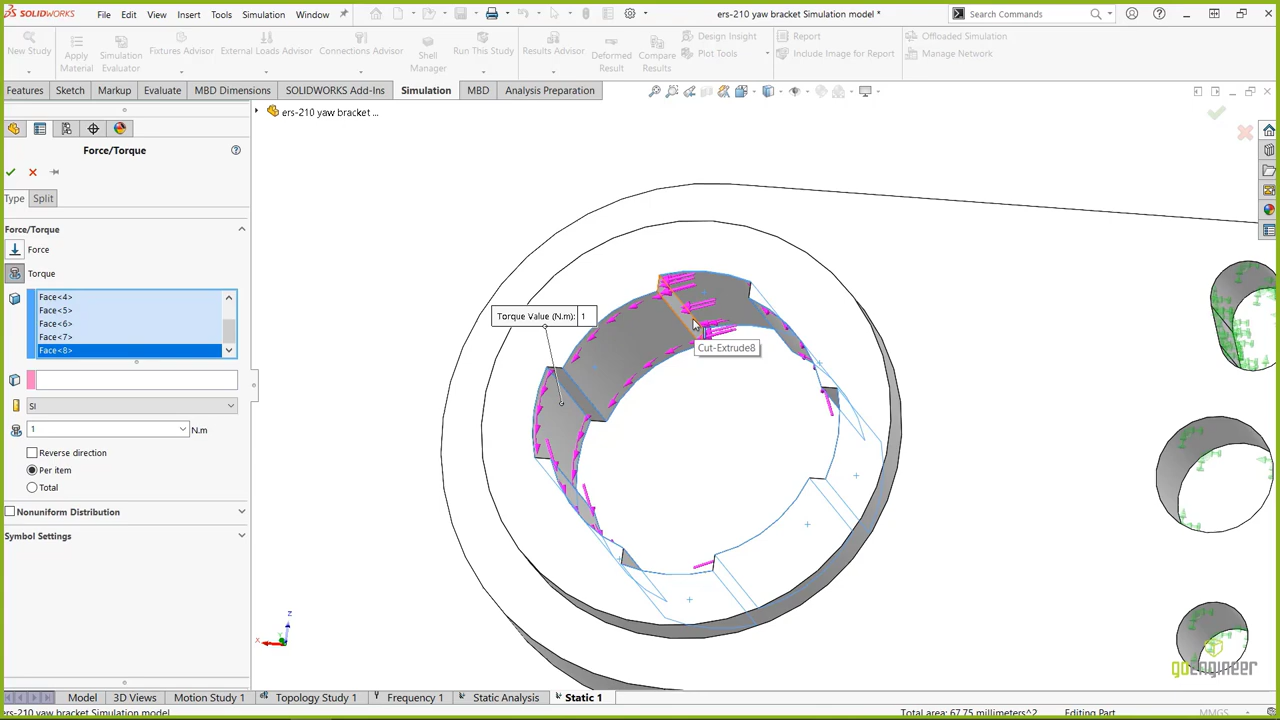 SOLIDWORKS
File Edit View Insert Tools Simulation Window
ers-210 yaw bracket Simulation model *
Search Commands
New Study
Apply Material
Simulation Evaluator
Fixtures Advisor
External Loads Advisor
Connections Advisor
Shell Manager
Run This Study
Results Advisor
Deformed Result
Compare Results
Design Insight
Plot Tools
Report
Include Image for Report
Offloaded Simulation
Manage Network
Features Sketch Markup Evaluate MBD Dimensions SOLIDWORKS Add-Ins Simulation MBD Analysis Preparation
ers-210 yaw bracket ...
Force/Torque
Type Split
Force/Torque
Force
Torque
Face<4>
Face<5>
Face<6>
Face<7>
Face<8>
SI
1 N.m
Reverse direction
Per item
Total
Nonuniform Distribution
Symbol Settings
Torque Value (N.m): 1
Cut-Extrude8
Z
X
goengineer
Model 3D Views Motion Study 1 Topology Study 1 Frequency 1 Static Analysis Static 1
ers-210 yaw bracket Simulation model
Total area: 67.75 millimeters^2 Editing Part MMGS